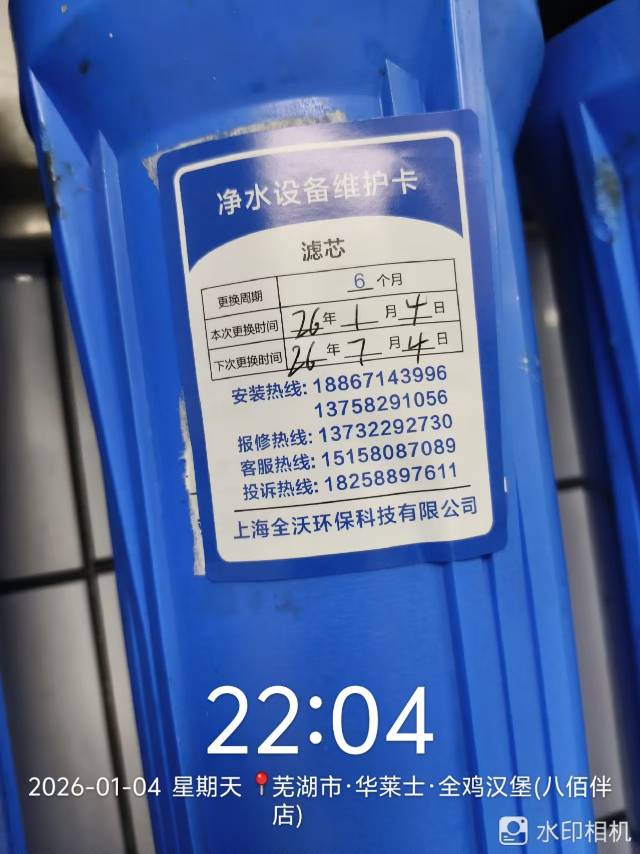 净水设备维护卡
滤芯
更换周期 6 个月
本次更换时间 26年 1 月 4 日
下次更换时间 26年 7 月 4 日
安装热线: 18867143996
13758291056
报修热线: 13732292730
客服热线: 15158087089
投诉热线: 18258897611
上海全沃环保科技有限公司
22:04
2026-01-04 星期天 芜湖市·华莱士·全鸡汉堡(八佰伴
店)
水印相机